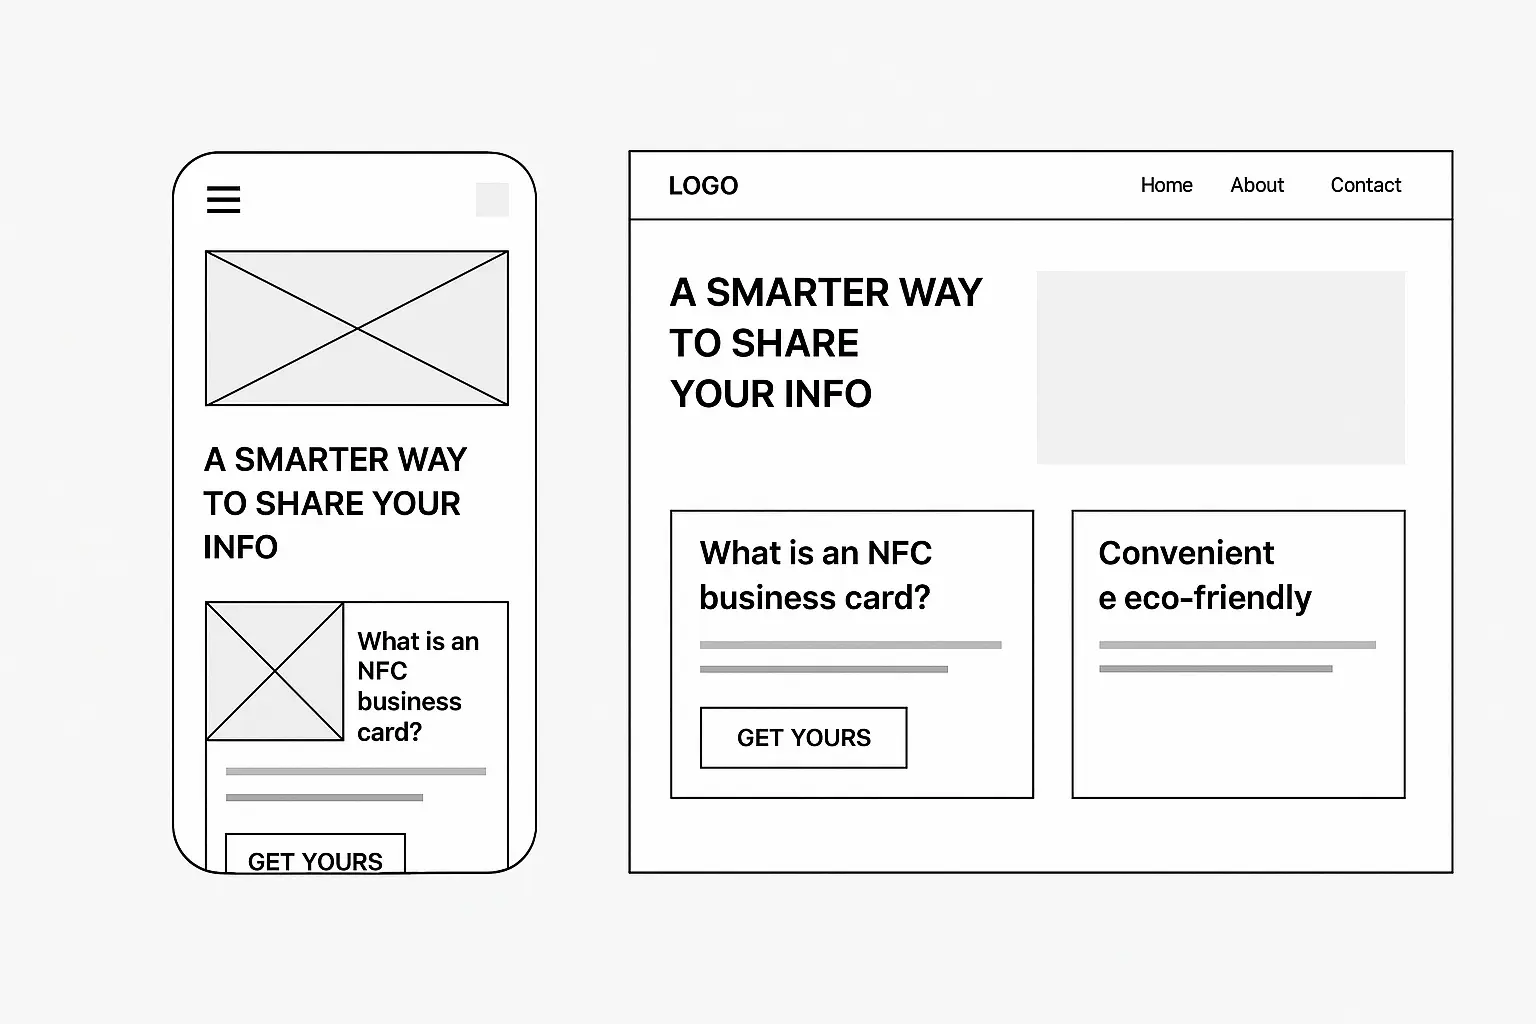 A SMARTER WAY
TO SHARE YOUR
INFO
What is an
NFC
business
card?
GET YOURS
LOGO
Home About Contact
A SMARTER WAY
TO SHARE
YOUR INFO
What is an NFC
business card?
GET YOURS
Convenient
e eco-friendly